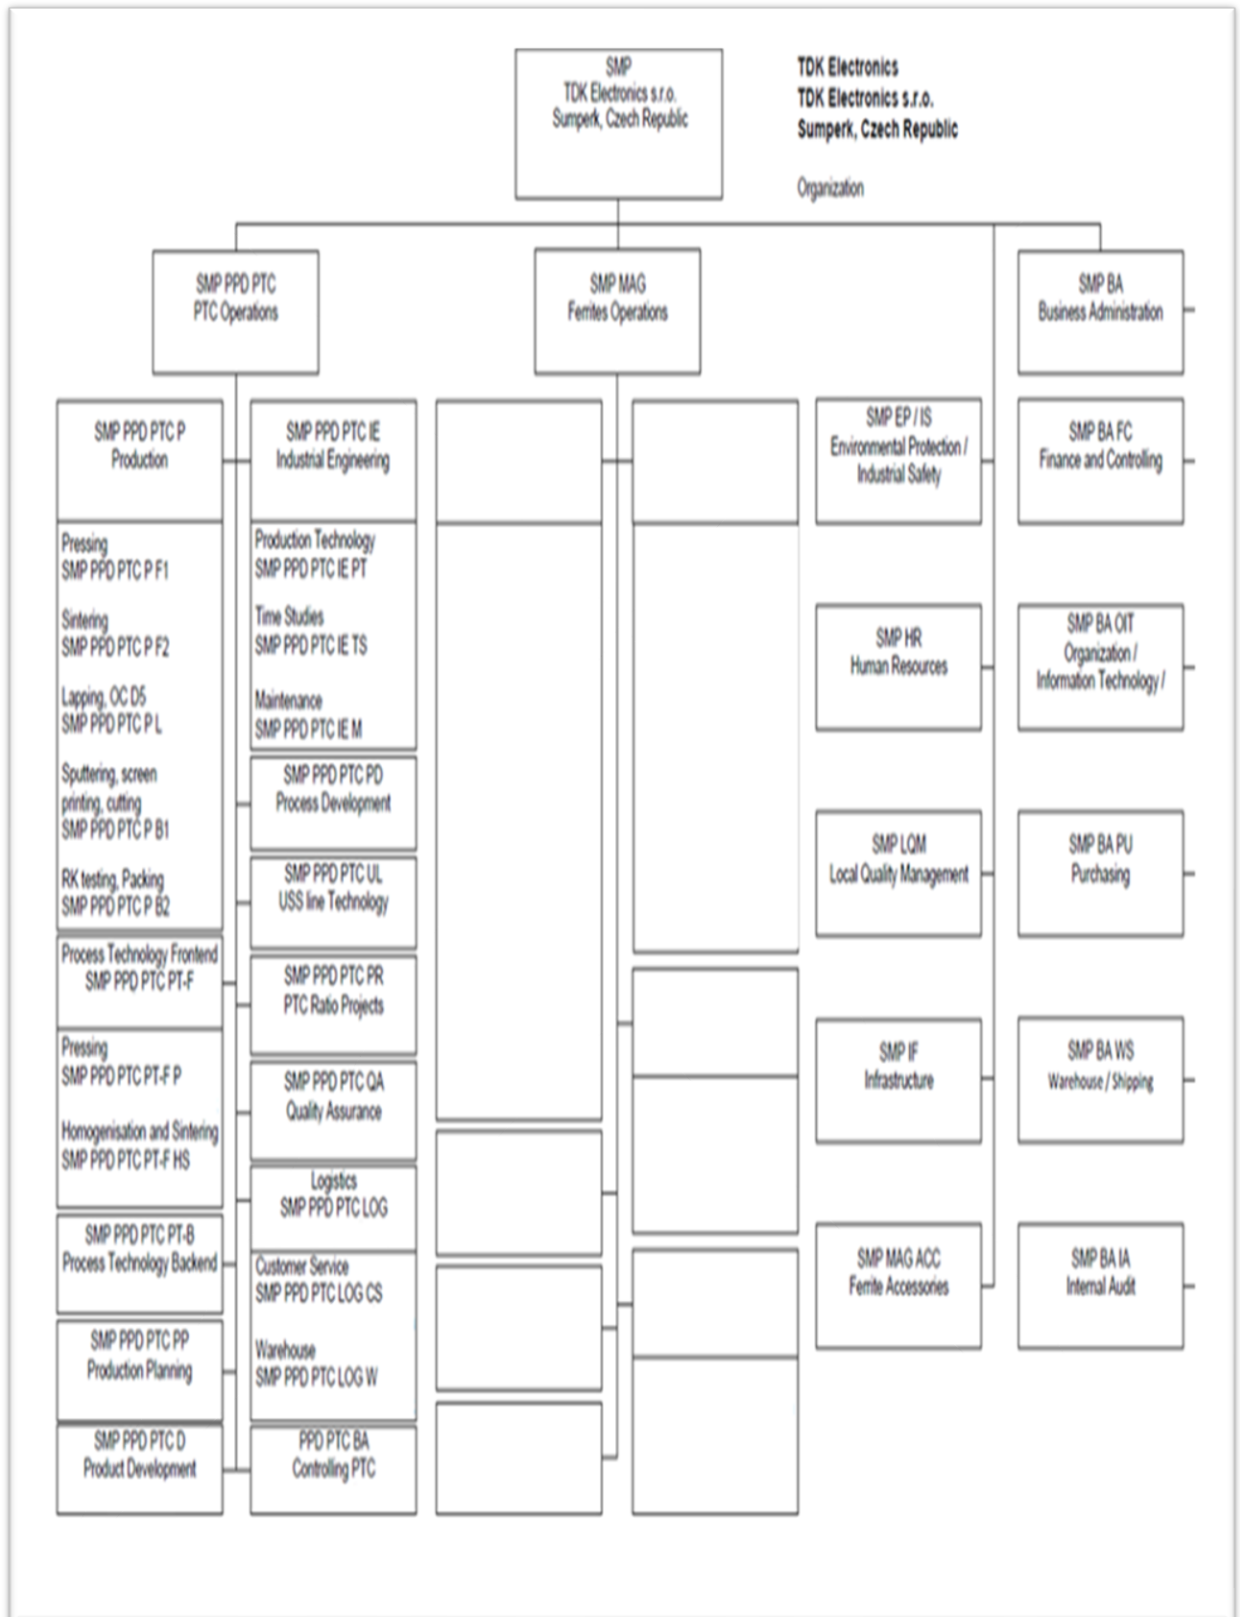 SMP
TDK Electronics s.r.o.
Sumperk, Czech Republic
TDK Electronics
TDK Electronics s.r.o.
Sumperk, Czech Republic
Organization
SMP PPD PTC
PTC Operations
SMP MAG
Ferrites Operations
SMP BA
Business Administration
SMP PPD PTC P
Production
Pressing
SMP PPD PTC P F1
Sintering
SMP PPD PTC P F2
Lapping, OC D5
SMP PPD PTC P L
Sputtering, screen
printing, cutting
SMP PPD PTC P B1
RK testing, Packing
SMP PPD PTC P B2
Process Technology Frontend
SMP PPD PTC PT-F
Pressing
SMP PPD PTC PT-F P
Homogenisation and Sintering
SMP PPD PTC PT-F HS
SMP PPD PTC PT-B
Process Technology Backend
SMP PPD PTC PP
Production Planning
SMP PPD PTC D
Product Development
SMP PPD PTC IE
Industrial Engineering
Production Technology
SMP PPD PTC IE PT
Time Studies
SMP PPD PTC IE TS
Maintenance
SMP PPD PTC IE M
SMP PPD PTC PD
Process Development
SMP PPD PTC UL
USS line Technology
SMP PPD PTC PR
PTC Ratio Projects
SMP PPD PTC QA
Quality Assurance
Logistics
SMP PPD PTC LOG
Customer Service
SMP PPD PTC LOG CS
Warehouse
SMP PPD PTC LOG W
PPD PTC BA
Controlling PTC
SMP EP / IS
Environmental Protection /
Industrial Safety
SMP HR
Human Resources
SMP LQM
Local Quality Management
SMP IF
Infrastructure
SMP MAG ACC
Ferrite Accessories
SMP BA FC
Finance and Controlling
SMP BA OIT
Organization /
Information Technology /
SMP BA PU
Purchasing
SMP BA WS
Warehouse / Shipping
SMP BA IA
Internal Audit